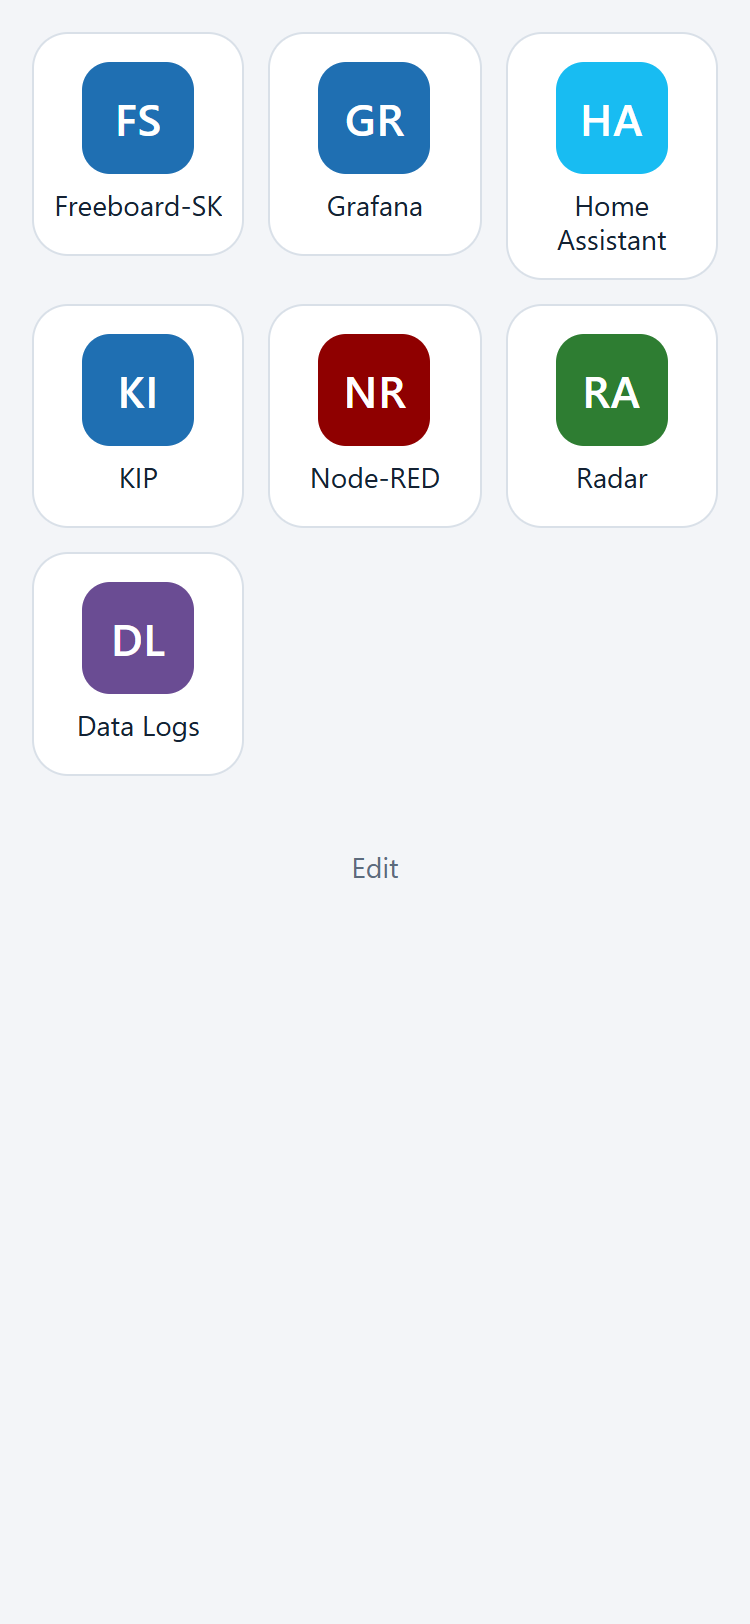 FS
Freeboard-SK
GR
Grafana
HA
Home
Assistant
KI
KIP
NR
Node-RED
RA
Radar
DL
Data Logs
Edit